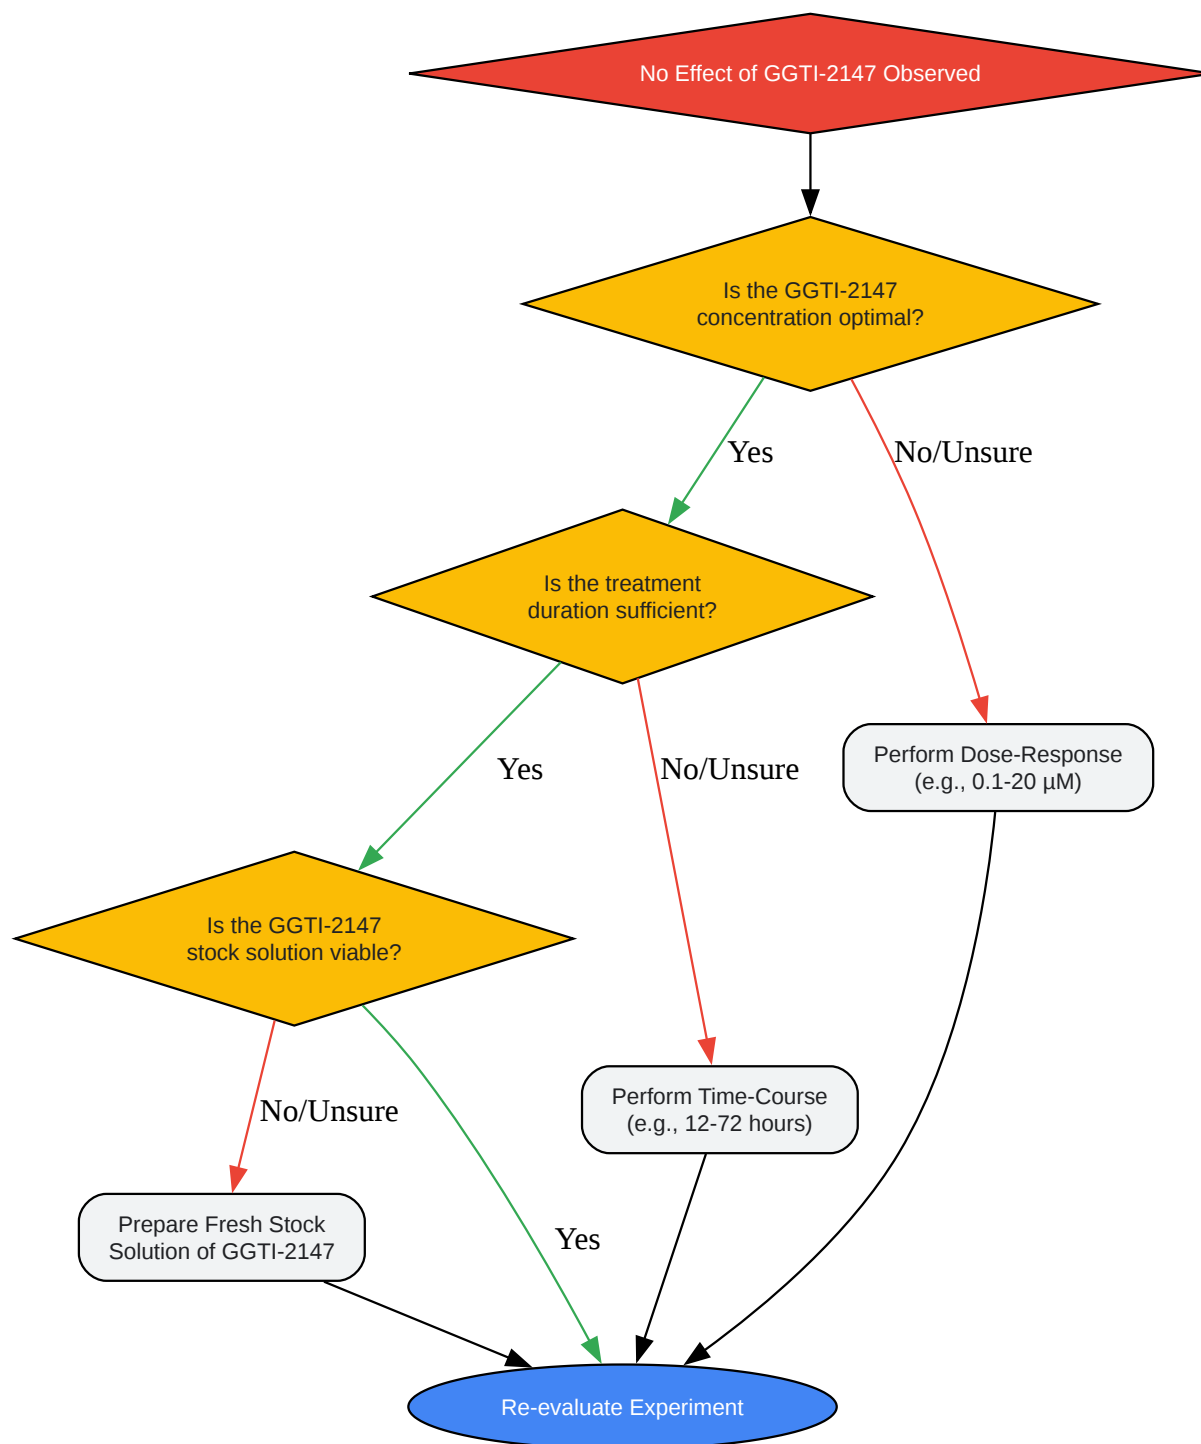 No Effect of GGTI-2147 Observed
Is the GGTI-2147
concentration optimal?
Yes
No/Unsure
Is the treatment
duration sufficient?
Perform Dose-Response
(e.g., 0.1-20 µM)
Yes
No/Unsure
Is the GGTI-2147
stock solution viable?
Perform Time-Course
(e.g., 12-72 hours)
No/Unsure
Yes
Prepare Fresh Stock
Solution of GGTI-2147
Re-evaluate Experiment